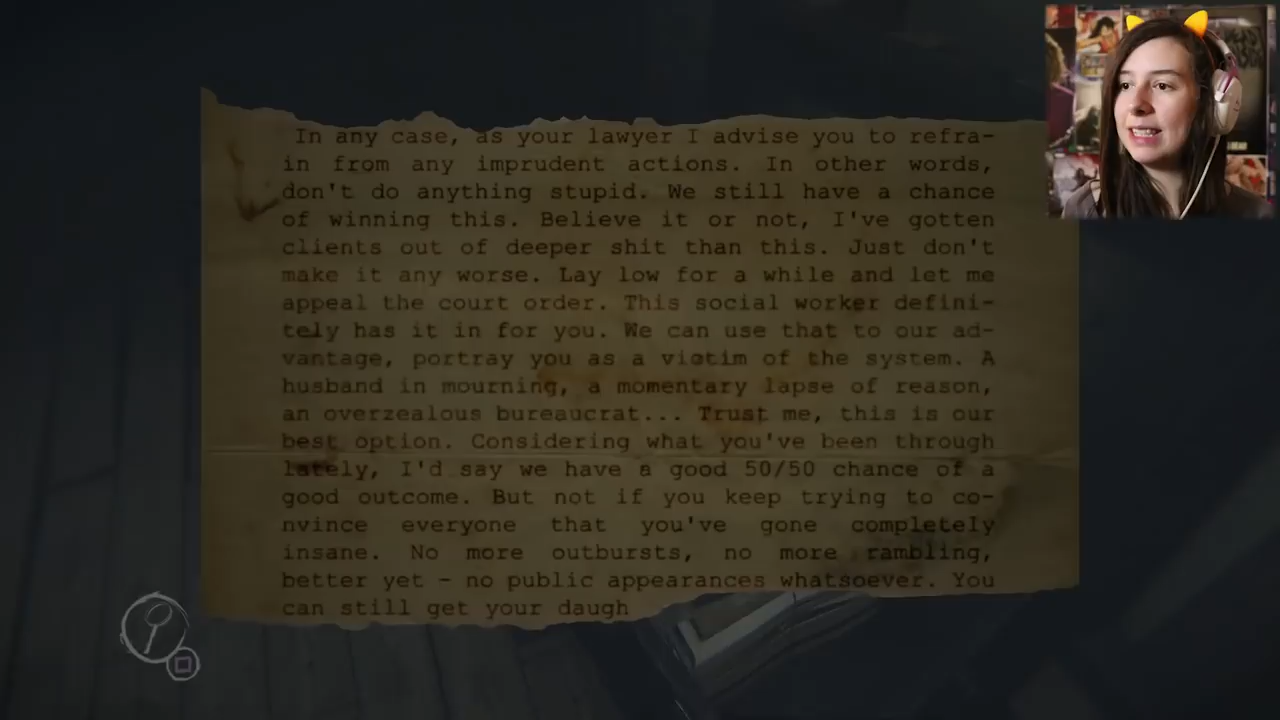 In any case, as your lawyer I advise you to refra-
in from any imprudent actions. In other words,
don't do anything stupid. We still have a chance
of winning this. Believe it or not, I've gotten
clients out of deeper shit than this. Just don't
make it any worse. Lay low for a while and let me
appeal the court order. This social worker defini-
tely has it in for you. We can use that to our ad-
vantage, portray you as a victim of the system. A
husband in mourning, a momentary lapse of reason,
an overzealous bureaucrat... Trust me, this is our
best option. Considering what you've been through
lately, I'd say we have a good 50/50 chance of a
good outcome. But not if you keep trying to co-
nvince everyone that you've gone completely
insane. No more outbursts, no more rambling,
better yet - no public appearances whatsoever. You
can still get your daugh